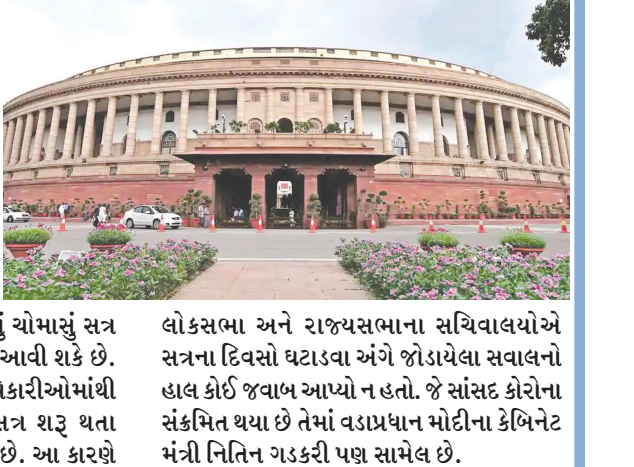 ું ચોમાસું સત્ર
આવી શકે છે.
કારીઓમાંથી
સત્ર શરૂ થતા
છે. આ કારણે
લોકસભા અને રાજ્યસભાના સચિવાલયોએ
સત્રના દિવસો ઘટાડવા અંગે જોડાયેલા સવાલનો
હાલ કોઈ જવાબ આપ્યો ન હતો. જે સાંસદ કોરોના
સંક્રમિત થયા છે તેમાં વડાપ્રધાન મોદીના કેબિનેટ
મંત્રી નિતિન ગડકરી પણ સામેલ છે.